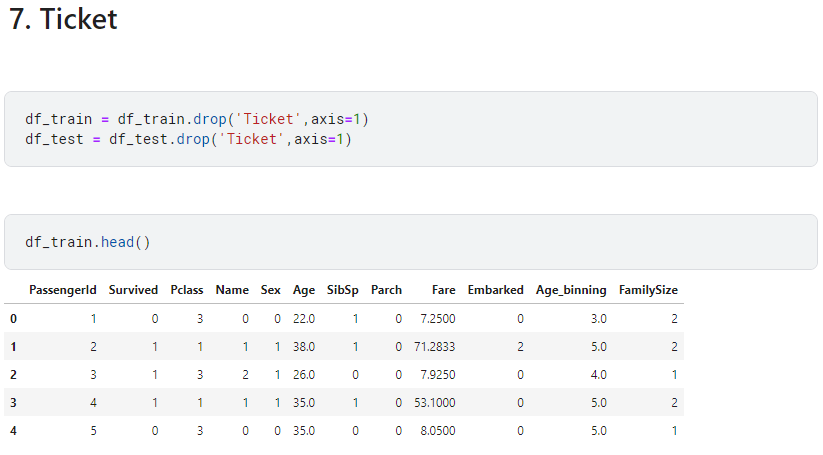 7. Ticket
df_train = df_train.drop('Ticket',axis=1)
df_test = df_test.drop('Ticket',axis=1)
df_train.head()
PassengerId Survived Pclass Name Sex Age SibSp Parch Fare Embarked Age_binning FamilySize
0 1 0 3 0 0 22.0 1 0 7.2500 0 3.0 2
1 2 1 1 1 1 38.0 1 0 71.2833 2 5.0 2
2 3 1 3 2 1 26.0 0 0 7.9250 0 4.0 1
3 4 1 1 1 1 35.0 1 0 53.1000 0 5.0 2
4 5 0 3 0 0 35.0 0 0 8.0500 0 5.0 1